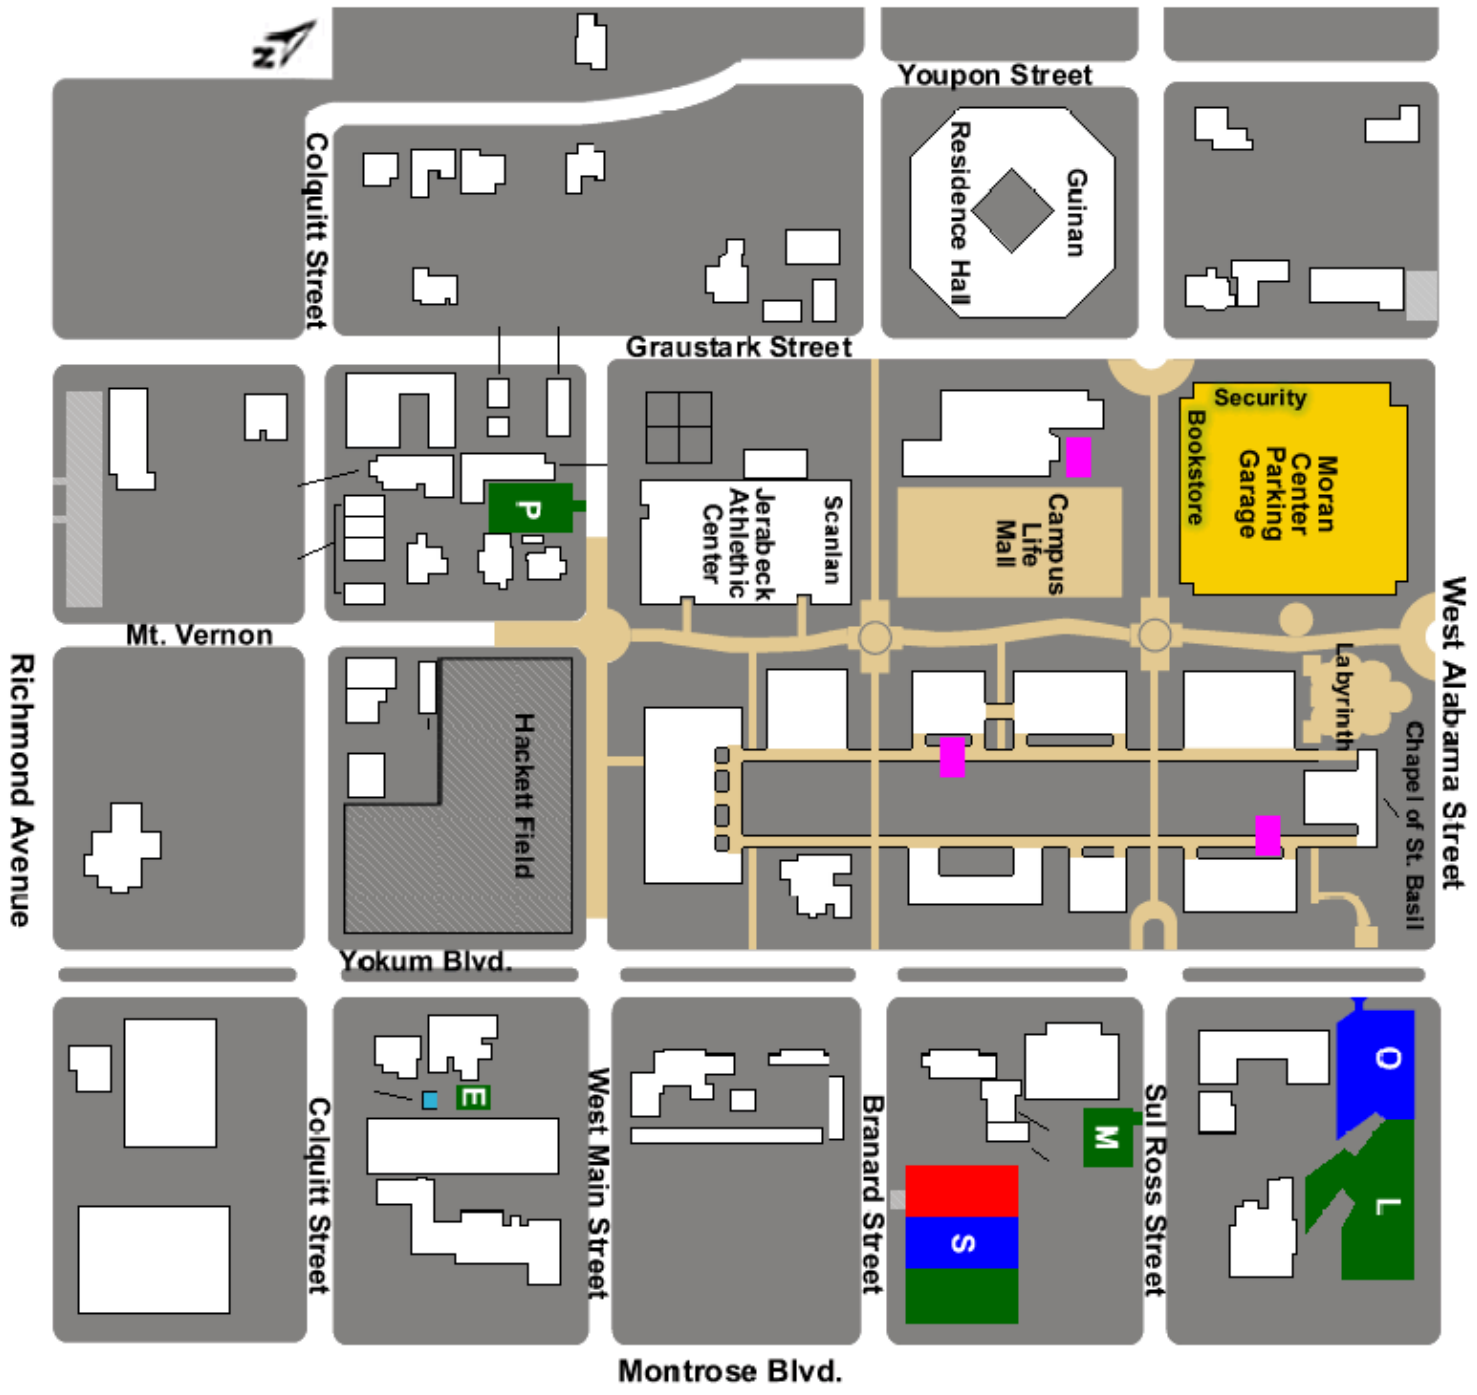 N
Youpon Street
Colquitt Street
Residence Hall
Guinan
Graustark Street
Security
Bookstore
Moran
Center
Parking
Garage
P
Scanlan
Jerabeck
Athlethic
Center
Campus
Life
Mall
Mt. Vernon
Richmond Avenue
Hackett Field
Labyrinth
Chapel of St. Basil
West Alabama Street
Yokum Blvd.
E
Colquitt Street
West Main Street
Branard Street
M
S
Sul Ross Street
O
L
Montrose Blvd.